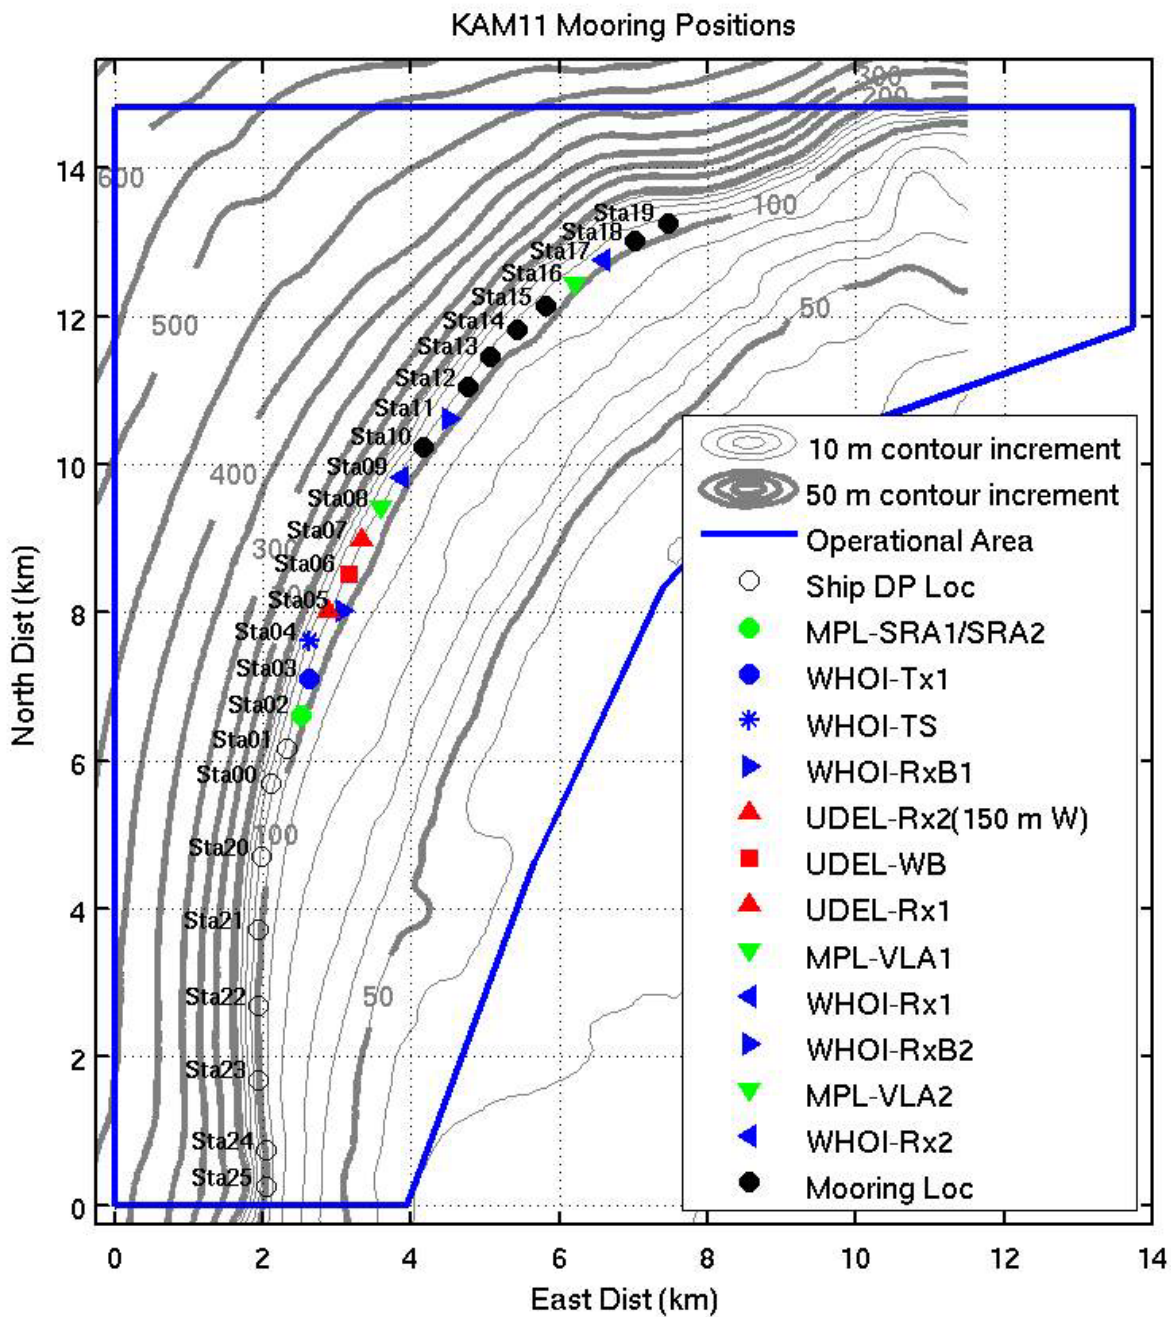 KAM11 Mooring Positions
300
200
14
600
Sta19
100
Sta18
Sta17
Sta16
Sta15
12
500
50
Sta14
Sta13
Sta12
Sta11
Sta10
10
Sta09
400
Sta08
Sta07
300
Sta06
Sta05
8
Sta04
Sta03
Sta02
Sta01
6
Sta00
100
Sta20
4
Sta21
Sta22
50
2
Sta23
Sta24
Sta25
0
North Dist (km)
10 m contour increment
50 m contour increment
Operational Area
Ship DP Loc
MPL-SRA1/SRA2
WHOI-Tx1
WHOI-TS
WHOI-RxB1
UDEL-Rx2(150 m W)
UDEL-WB
UDEL-Rx1
MPL-VLA1
WHOI-Rx1
WHOI-RxB2
MPL-VLA2
WHOI-Rx2
Mooring Loc
0 2 4 6 8 10 12 14
East Dist (km)